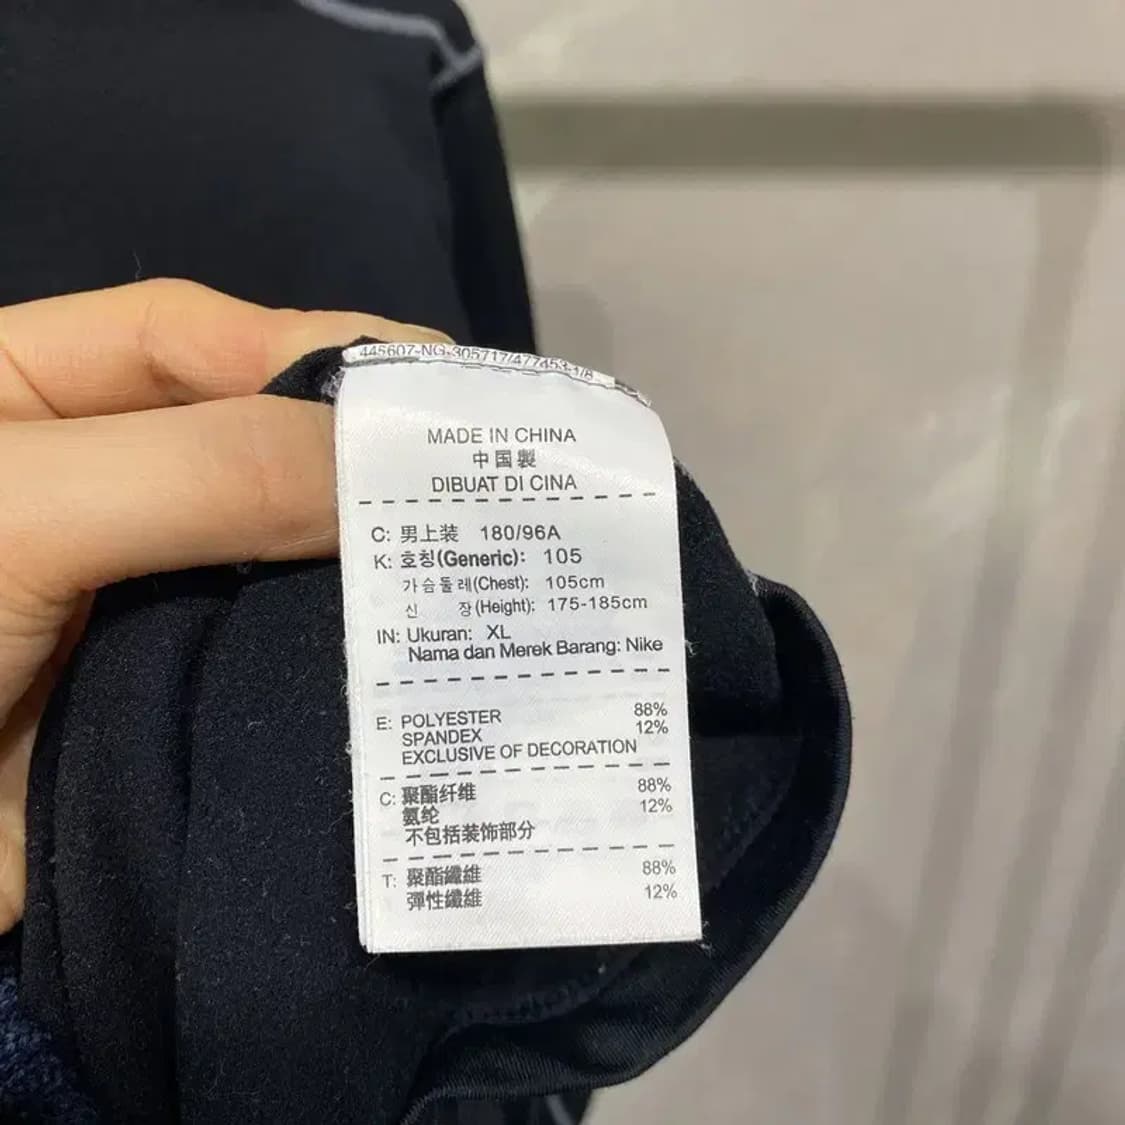 445607-NG-305717/477453-1/8
MADE IN CHINA
中国製
DIBUAT DI CINA
C: 男上装 180/96A
K: 호칭(Generic): 105
가슴둘레(Chest): 105cm
신 장(Height): 175-185cm
IN: Ukuran: XL
Nama dan Merek Barang: Nike
E: POLYESTER 88%
SPANDEX 12%
EXCLUSIVE OF DECORATION
C: 聚酯纤维 88%
氨纶 12%
不包括装饰部分
T: 聚酯纖維 88%
彈性纖維 12%